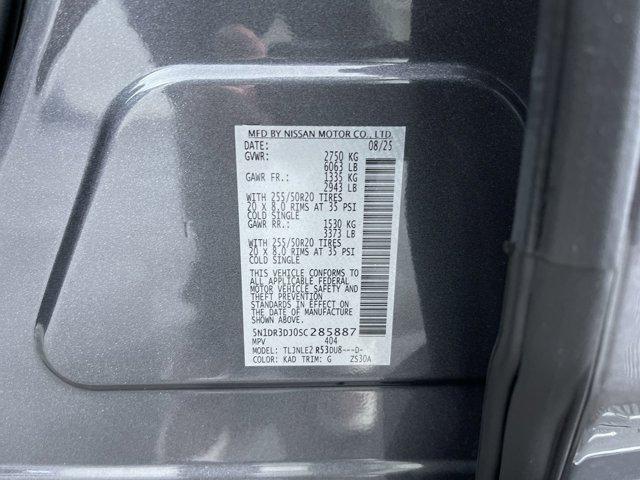 MFD BY NISSAN MOTOR CO., LTD.
DATE: 08/25
GVWR: 2750 KG
6063 LB
GAWR FR.: 1335 KG
2943 LB
WITH 255/50R20 TIRES
20 X 8.0 RIMS AT 35 PSI
COLD SINGLE
GAWR RR.: 1530 KG
3373 LB
WITH 255/50R20 TIRES
20 X 8.0 RIMS AT 35 PSI
COLD SINGLE
THIS VEHICLE CONFORMS TO
ALL APPLICABLE FEDERAL
MOTOR VEHICLE SAFETY AND
THEFT PREVENTION
STANDARDS IN EFFECT ON
THE DATE OF MANUFACTURE
SHOWN ABOVE.
5N1DR3DJ0SC285887
MPV 404
MODEL: TLJNLE2 R53DU8---D-
COLOR: KAD TRIM: G ZS30A